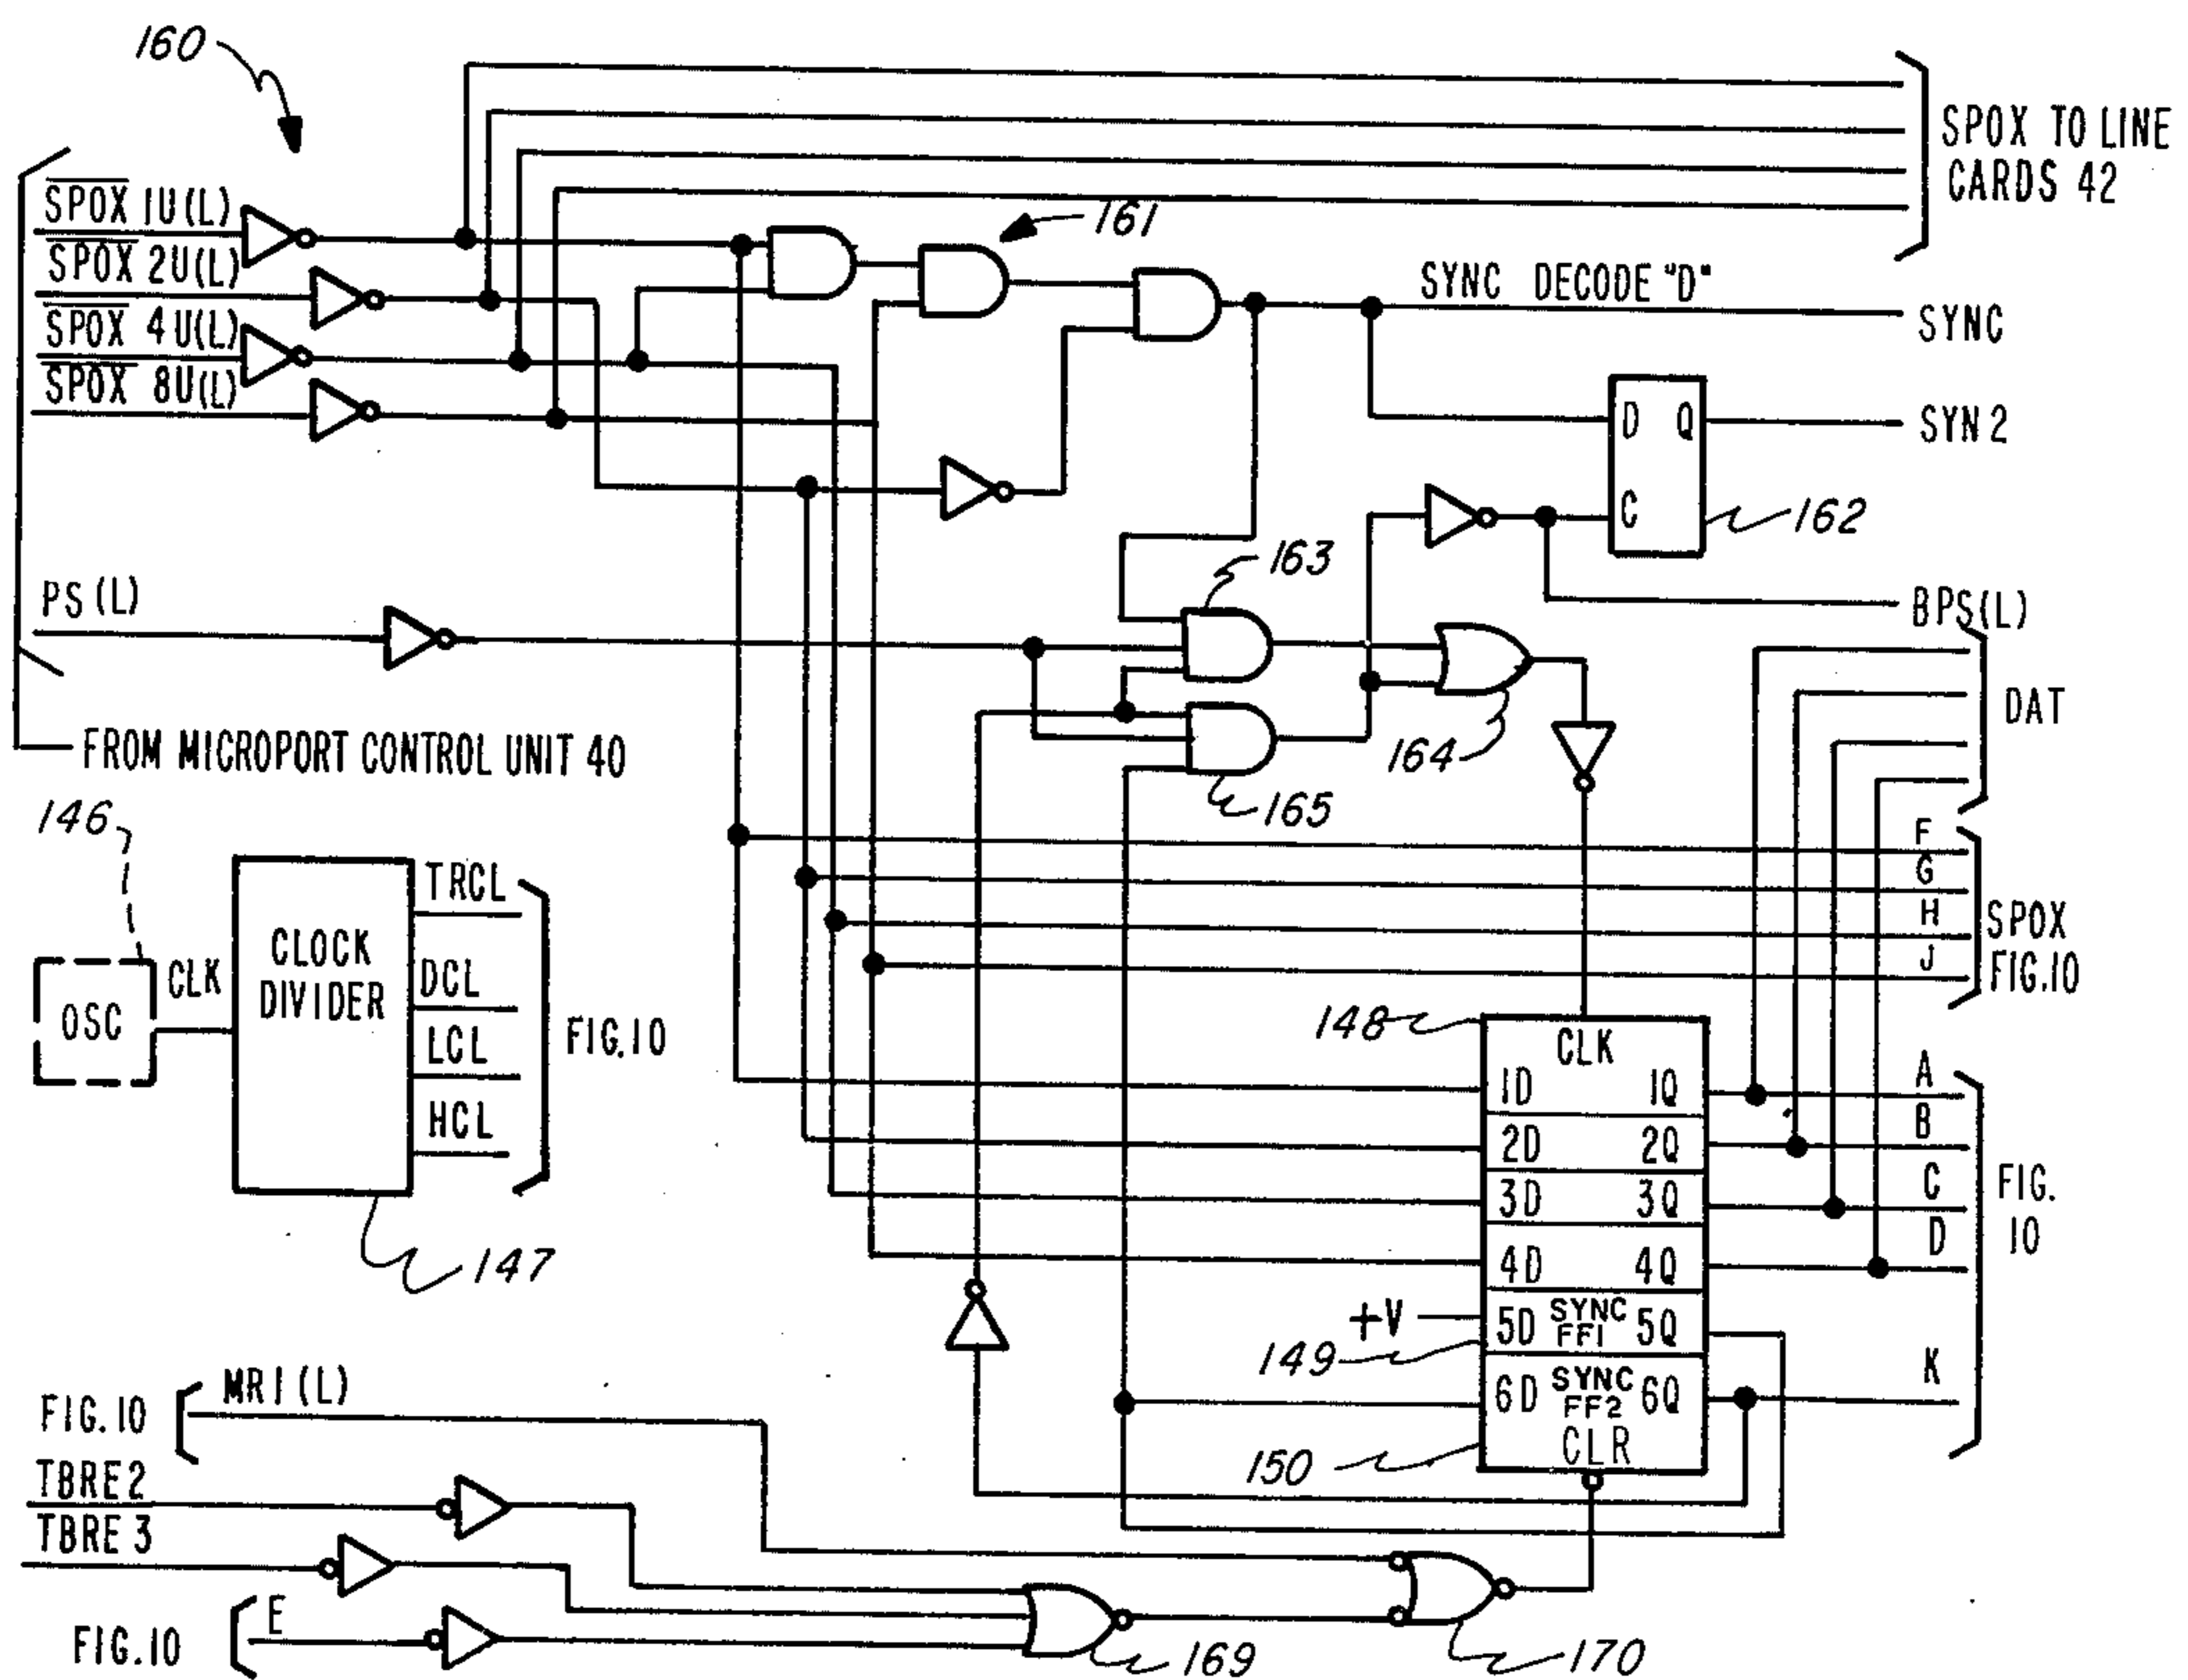 160
SPOX TO LINE
CARDS 42
SPOX 1U(L)
161
SPOX 2U(L)
SYNC DECODE "D"
SPOX 4U(L)
SYNC
SPOX 8U(L)
D Q
SYN2
C
162
163
PS(L)
BPS(L)
DAT
164
FROM MICROPORT CONTROL UNIT 40
165
146
F
TRCL
G
CLOCK
DIVIDER
H
SPOX
FIG.10
CLK
DCL
J
OSC
148
LCL
FIG.10
CLK
A
1D 1Q
HCL
B
2D 2Q
C
FIG.
10
3D 3Q
D
147
4D 4Q
+V
5D SYNC FF1 5Q
149
K
MR1(L)
6D SYNC FF2 6Q
FIG.10
CLR
150
TBRE 2
TBRE 3
E
FIG.10
169
170